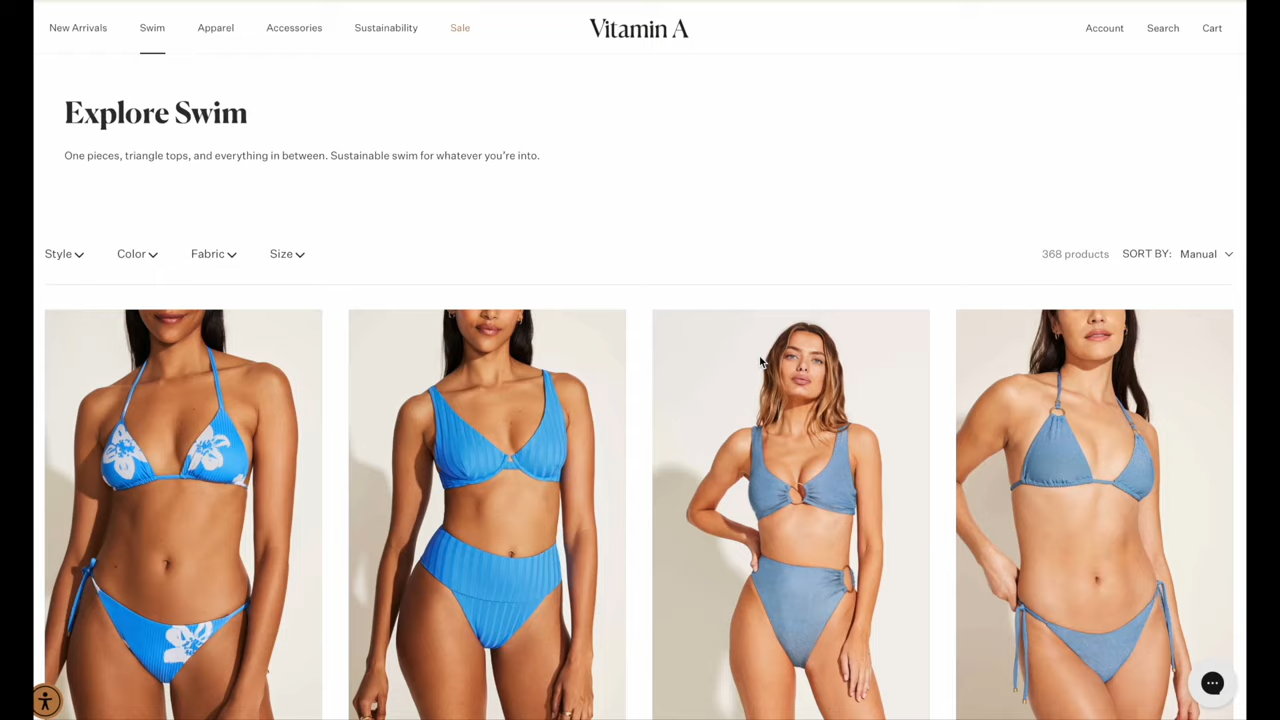 New Arrivals Swim Apparel Accessories Sustainability Sale Vitamin A Account Search Cart
Explore Swim
One pieces, triangle tops, and everything in between. Sustainable swim for whatever you're into.
Style Color Fabric Size 368 products SORT BY: Manual